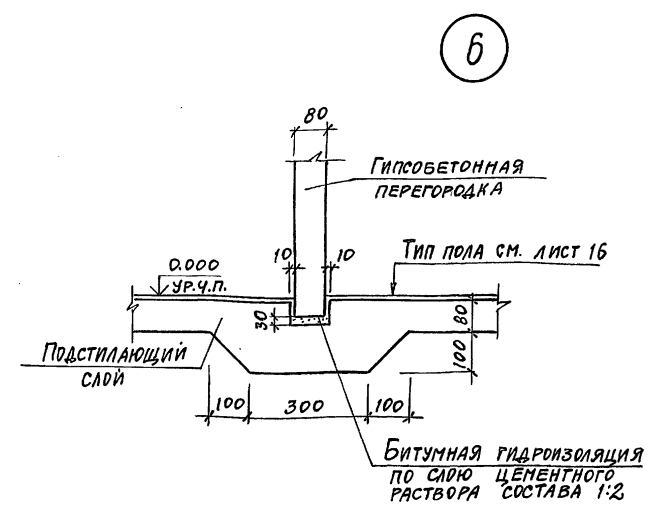 6
80
Гипсобетонная
перегородка
10
10
Тип пола см. лист 16
0.000
ур.ч.п.
30
80
100
Подстилающий
слой
100
300
100
Битумная гидроизоляция
по слою цементного
раствора состава 1:2